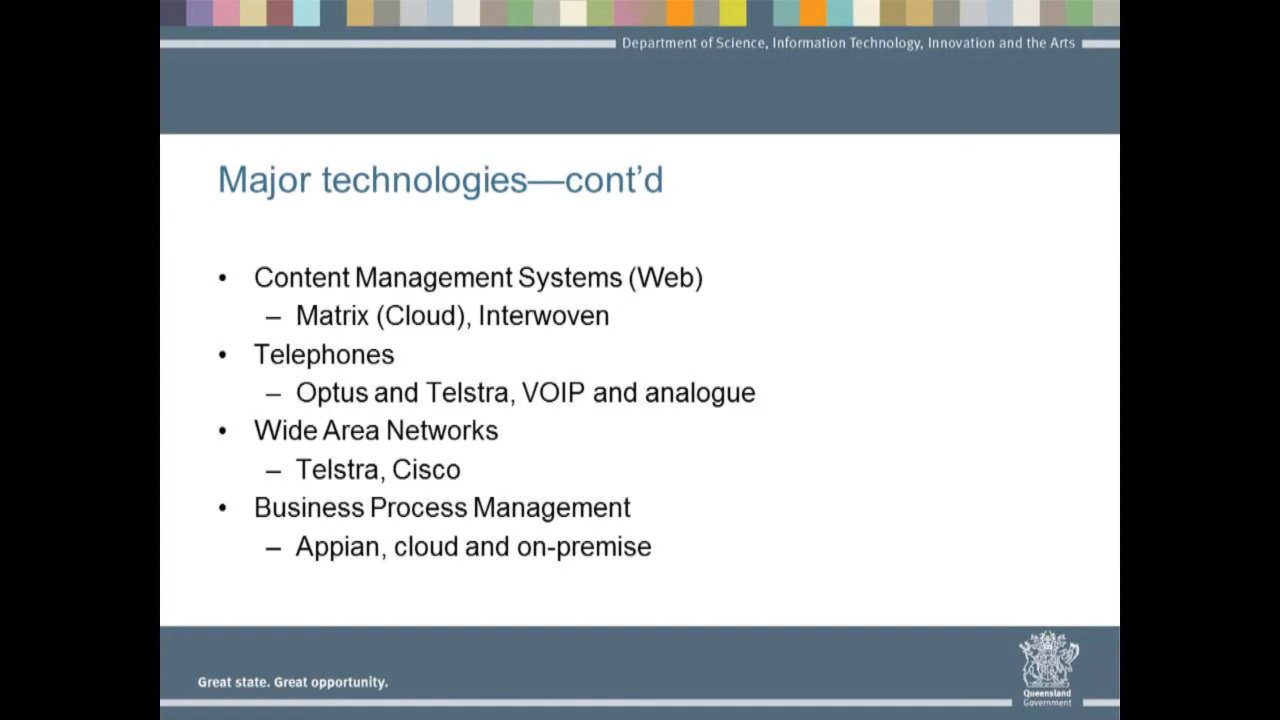 Department of Science, Information Technology, Innovation and the Arts
Major technologies—cont’d
• Content Management Systems (Web)
– Matrix (Cloud), Interwoven
• Telephones
– Optus and Telstra, VOIP and analogue
• Wide Area Networks
– Telstra, Cisco
• Business Process Management
– Appian, cloud and on-premise
Great state. Great opportunity.
Queensland
Government